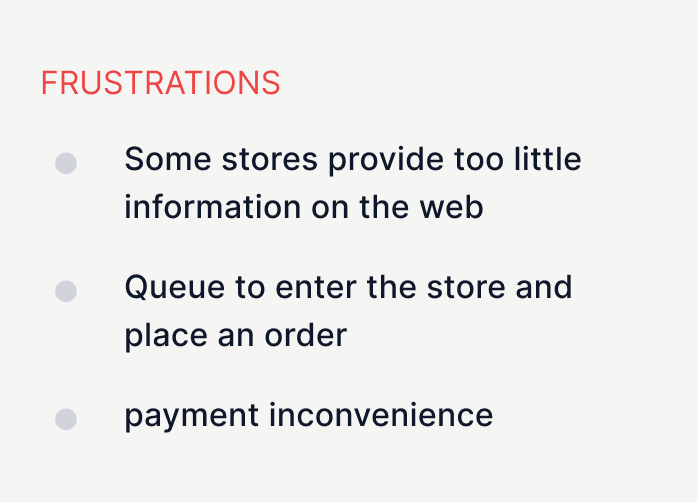 FRUSTRATIONS
Some stores provide too little
information on the web
Queue to enter the store and
place an order
payment inconvenience